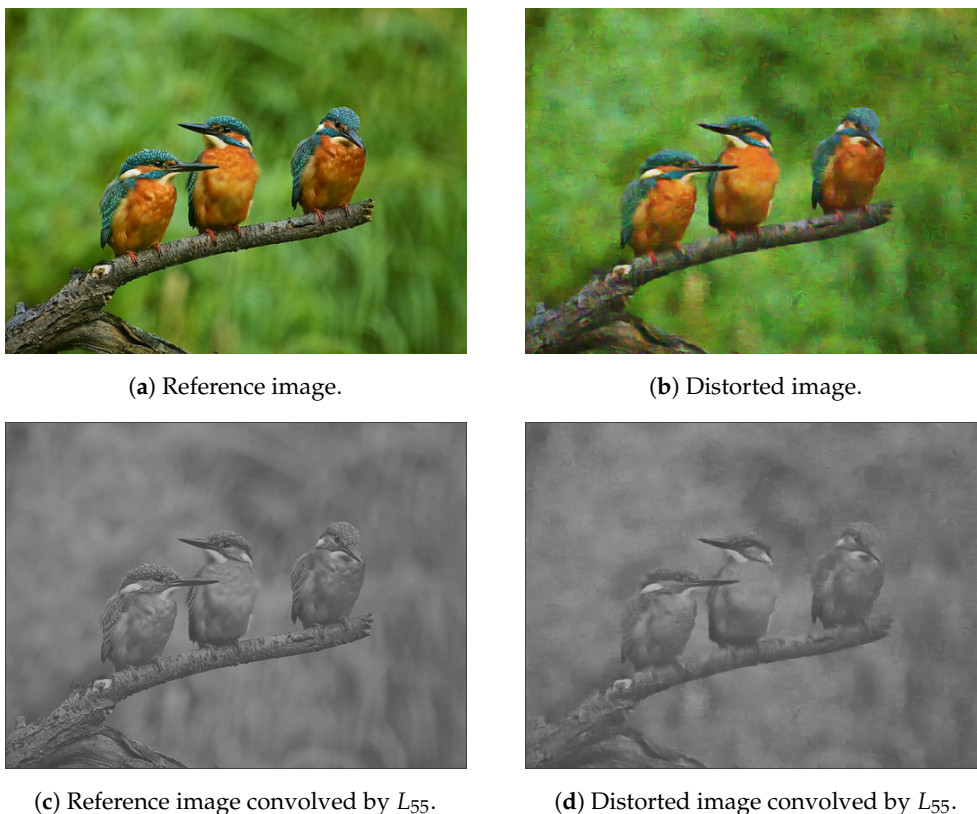 (a) Reference image.
(b) Distorted image.
(c) Reference image convolved by L55.
(d) Distorted image convolved by L55.